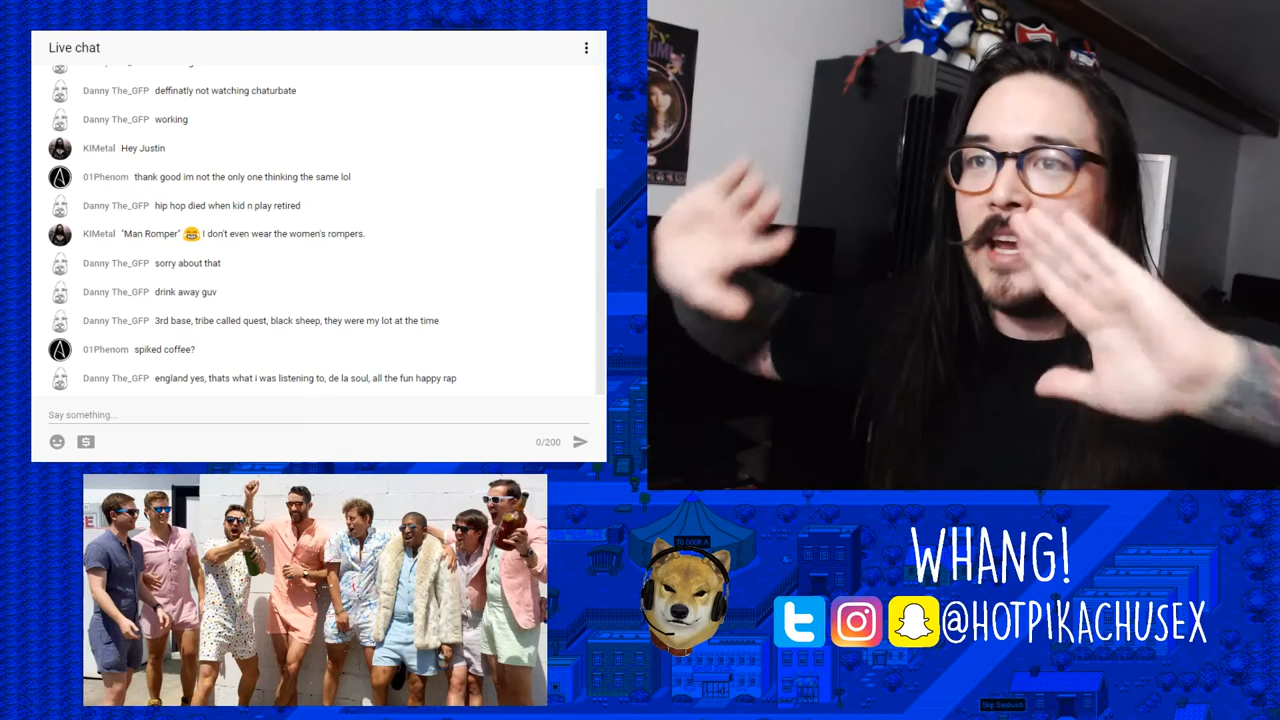 Live chat
Danny The_GFP deffinatly not watching chaturbate
Danny The_GFP working
KIMetal Hey Justin
01Phenom thank good im not the only one thinking the same lol
Danny The_GFP hip hop died when kid n play retired
KIMetal "Man Romper" 😂 I don't even wear the women's rompers.
Danny The_GFP sorry about that
Danny The_GFP drink away guv
Danny The_GFP 3rd base, tribe called quest, black sheep, they were my lot at the time
01Phenom spiked coffee?
Danny The_GFP england yes, thats what i was listening to, de la soul, all the fun happy rap
Say something...
0/200
TO DOOR A
WHANG!
@HOTPIKACHUSEX
Skip Sandwich